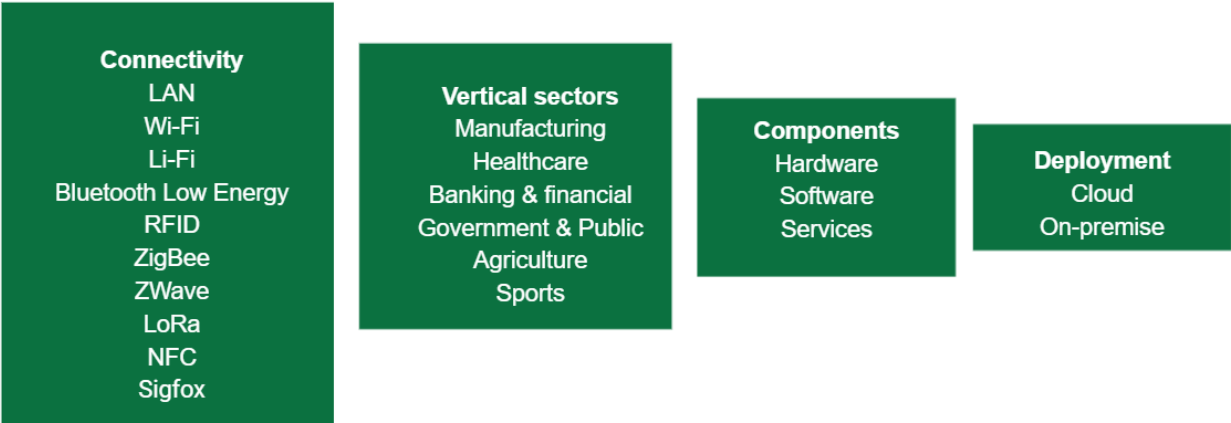 Connectivity
LAN
Wi-Fi
Li-Fi
Bluetooth Low Energy
RFID
ZigBee
ZWave
LoRa
NFC
Sigfox
Vertical sectors
Manufacturing
Healthcare
Banking & financial
Government & Public
Agriculture
Sports
Components
Hardware
Software
Services
Deployment
Cloud
On-premise